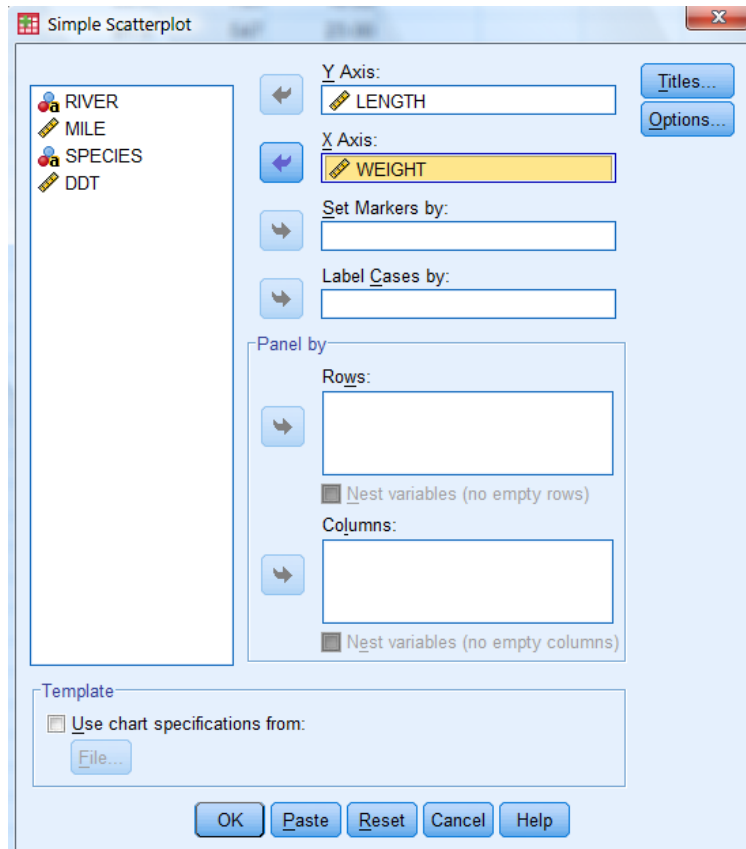 Simple Scatterplot
x
RIVER
MILE
SPECIES
DDT
Y Axis:
LENGTH
X Axis:
WEIGHT
Set Markers by:
Label Cases by:
Titles...
Options...
Panel by
Rows:
Nest variables (no empty rows)
Columns:
Nest variables (no empty columns)
Template
Use chart specifications from:
File...
OK Paste Reset Cancel Help